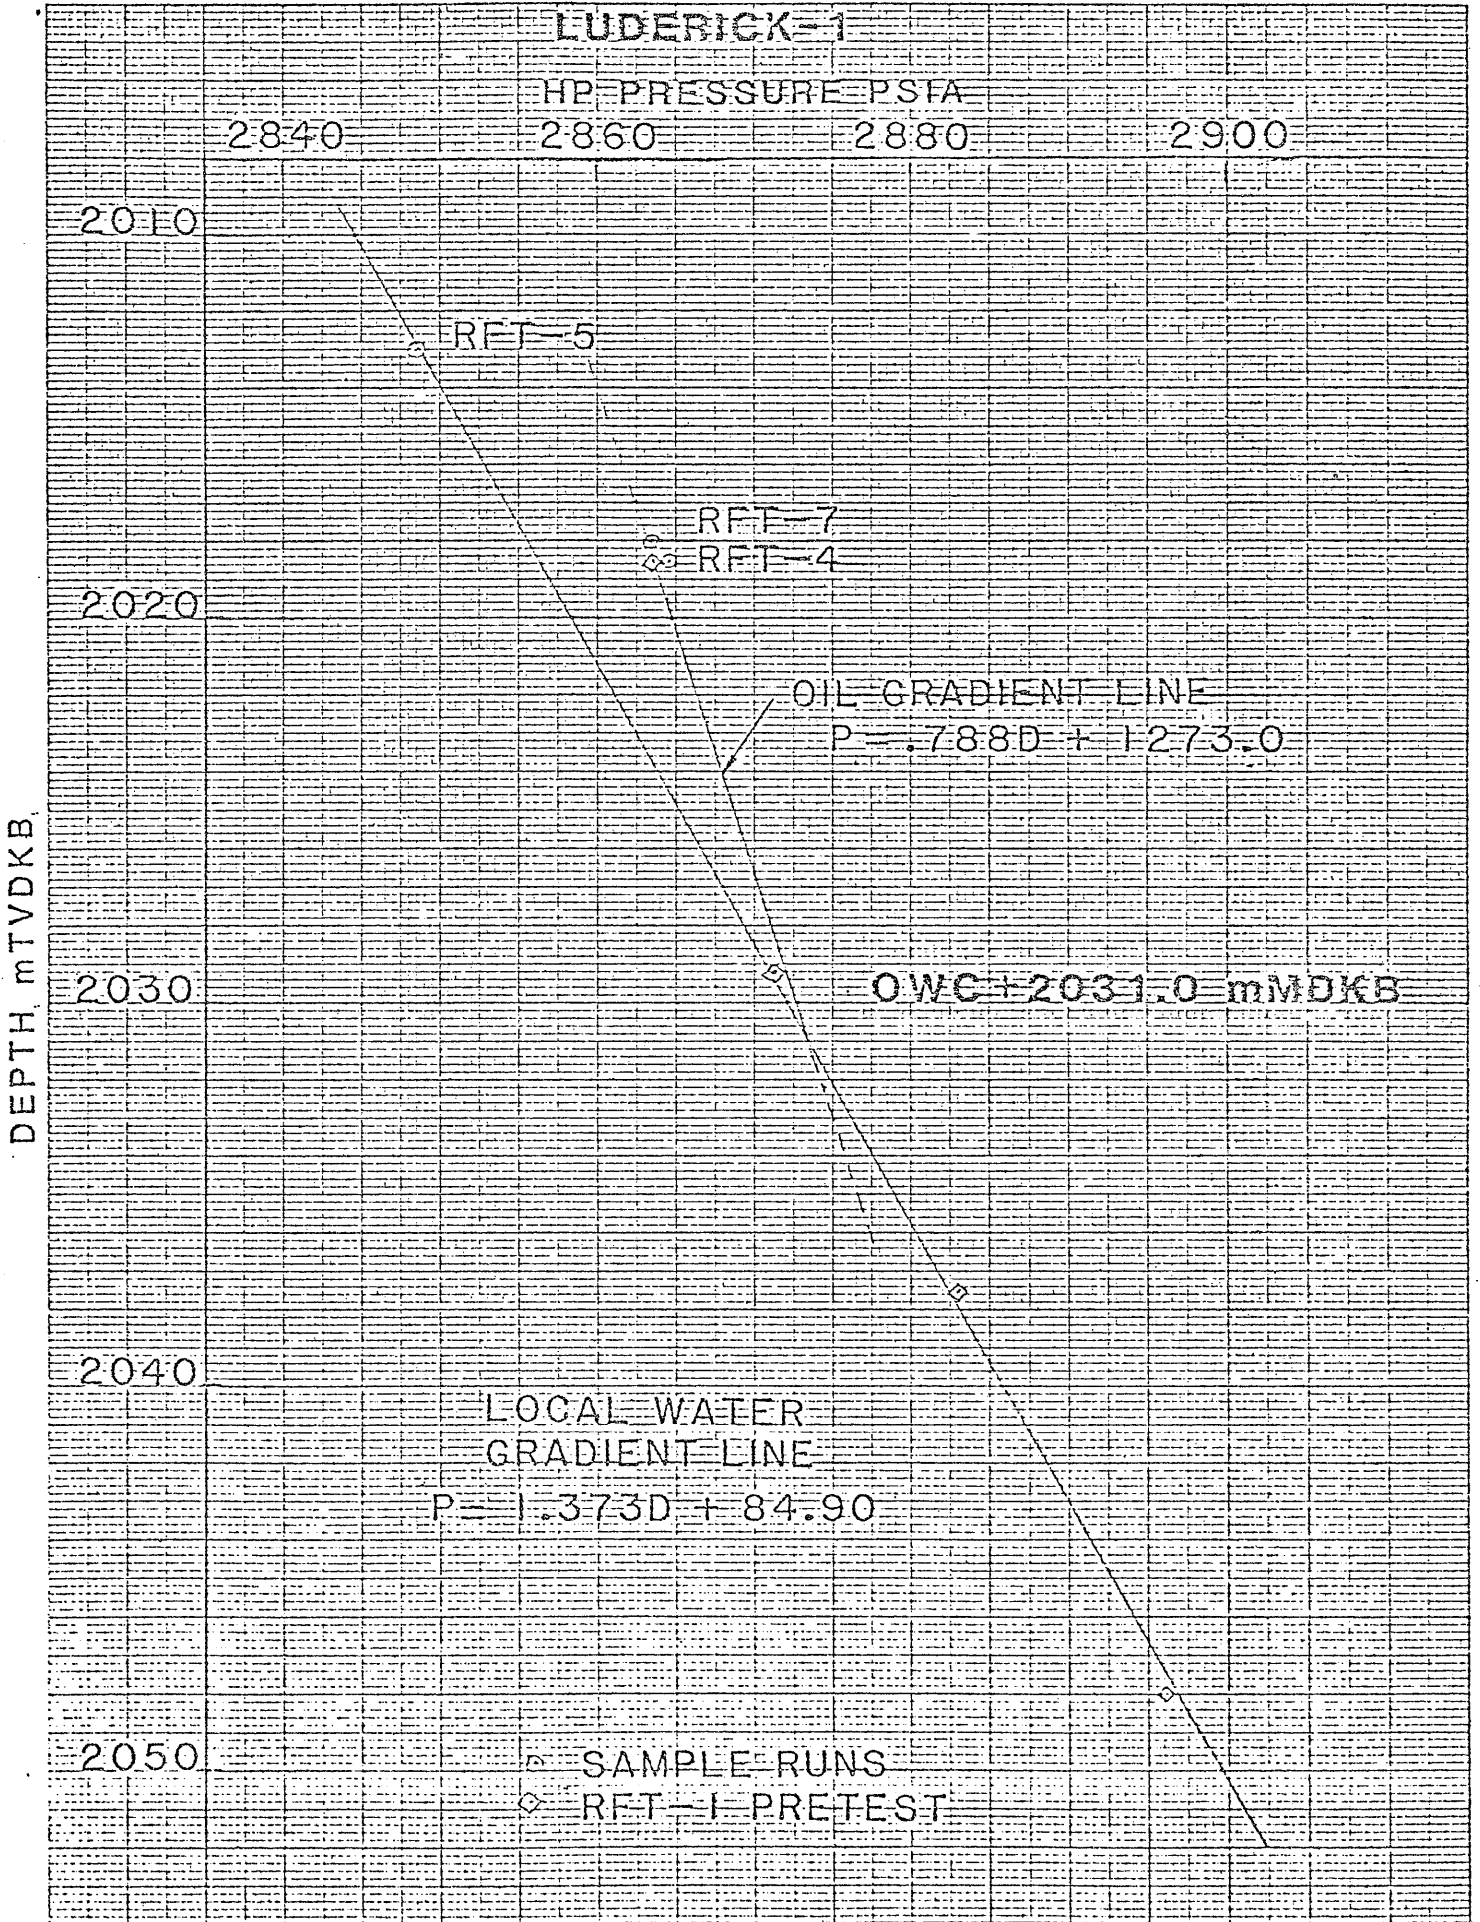 LUDERICK-1
HP PRESSURE PSIA
2840 2860 2880 2900
2010
RFT-5
RFT-7
RFT-4
2020
OIL GRADIENT LINE
P=.788D + 1273.0
DEPTH, mTVDKB
2030
OWC+2031.0 mMDKB
2040
LOCAL WATER
GRADIENT LINE
P= 1.373D + 84.90
2050
SAMPLE RUNS
RFT-1 PRETEST